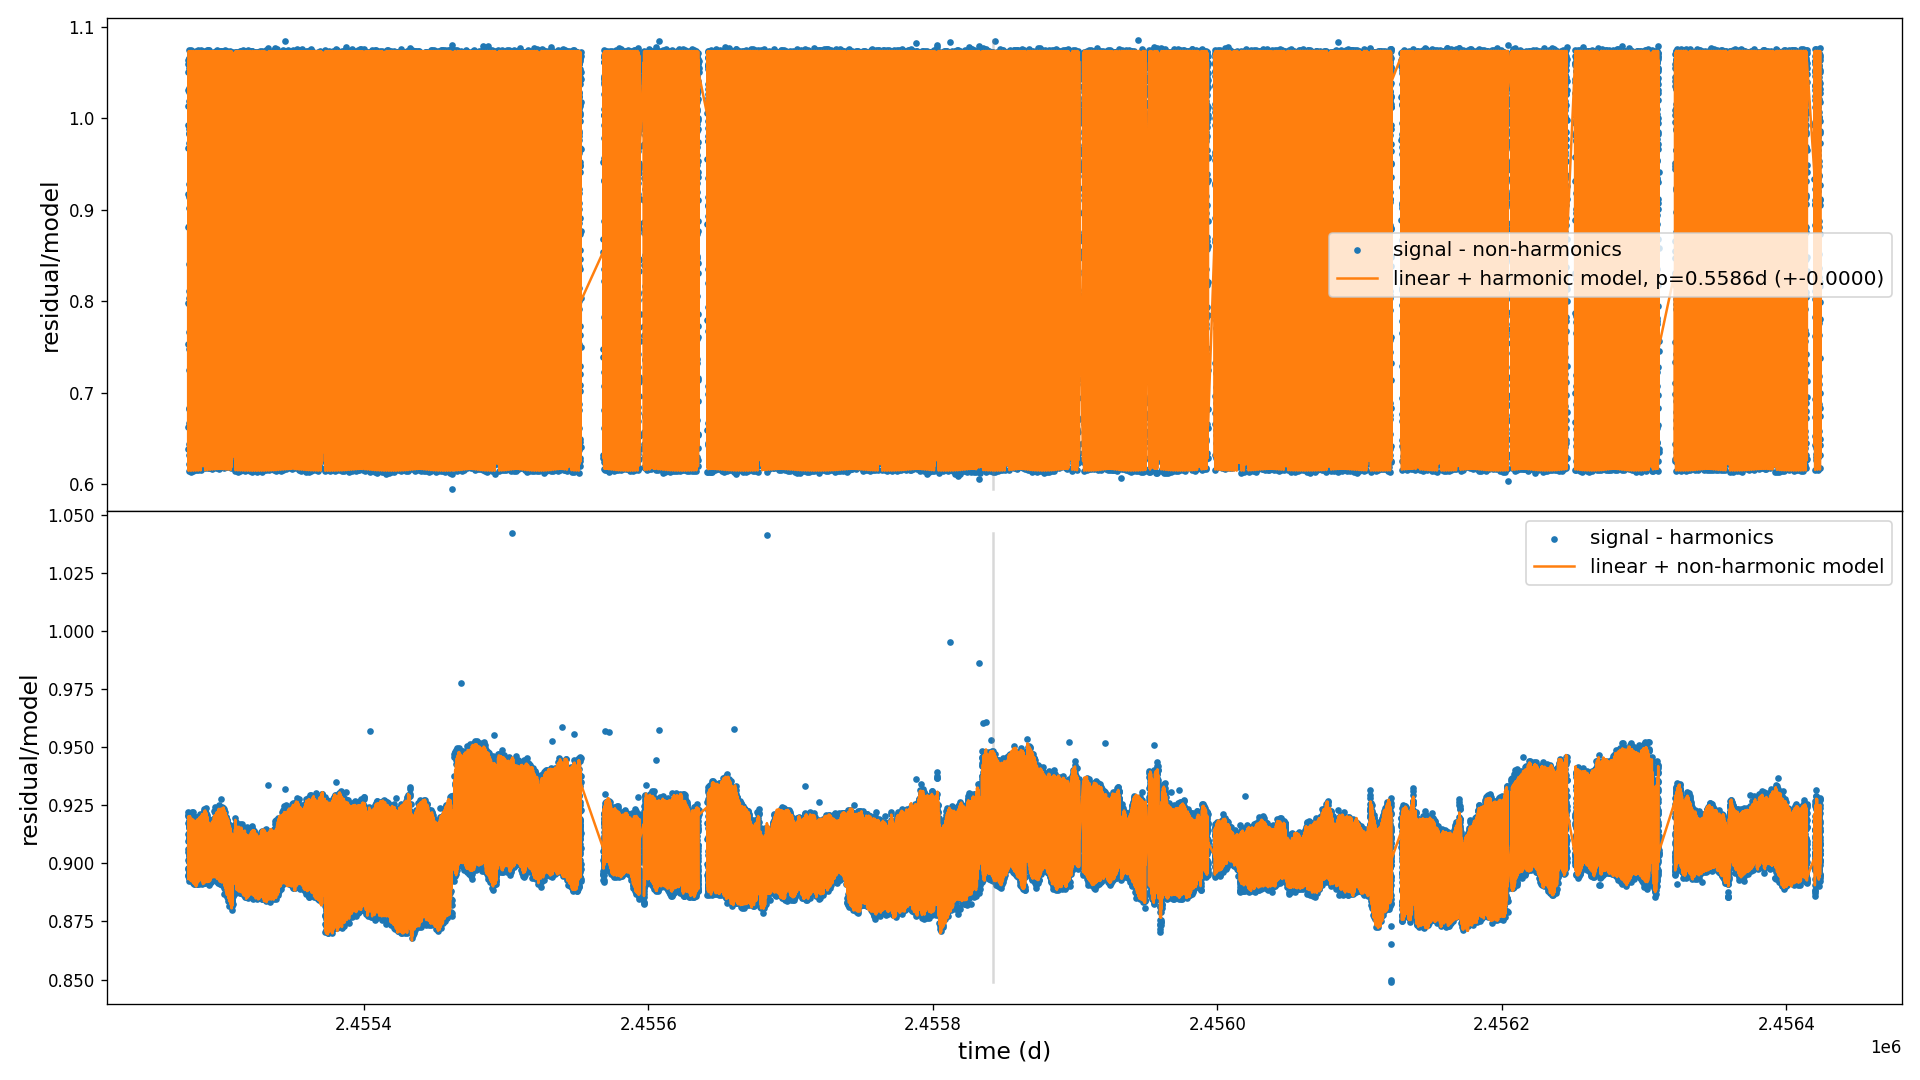 1.1
1.0
0.9
0.8
0.7
0.6
residual/model
signal - non-harmonics
linear + harmonic model, p=0.5586d (+-0.0000)
1.050
1.025
1.000
0.975
0.950
0.925
0.900
0.875
0.850
residual/model
signal - harmonics
linear + non-harmonic model
2.4554 2.4556 2.4558 2.4560 2.4562 2.4564
1e6
time (d)